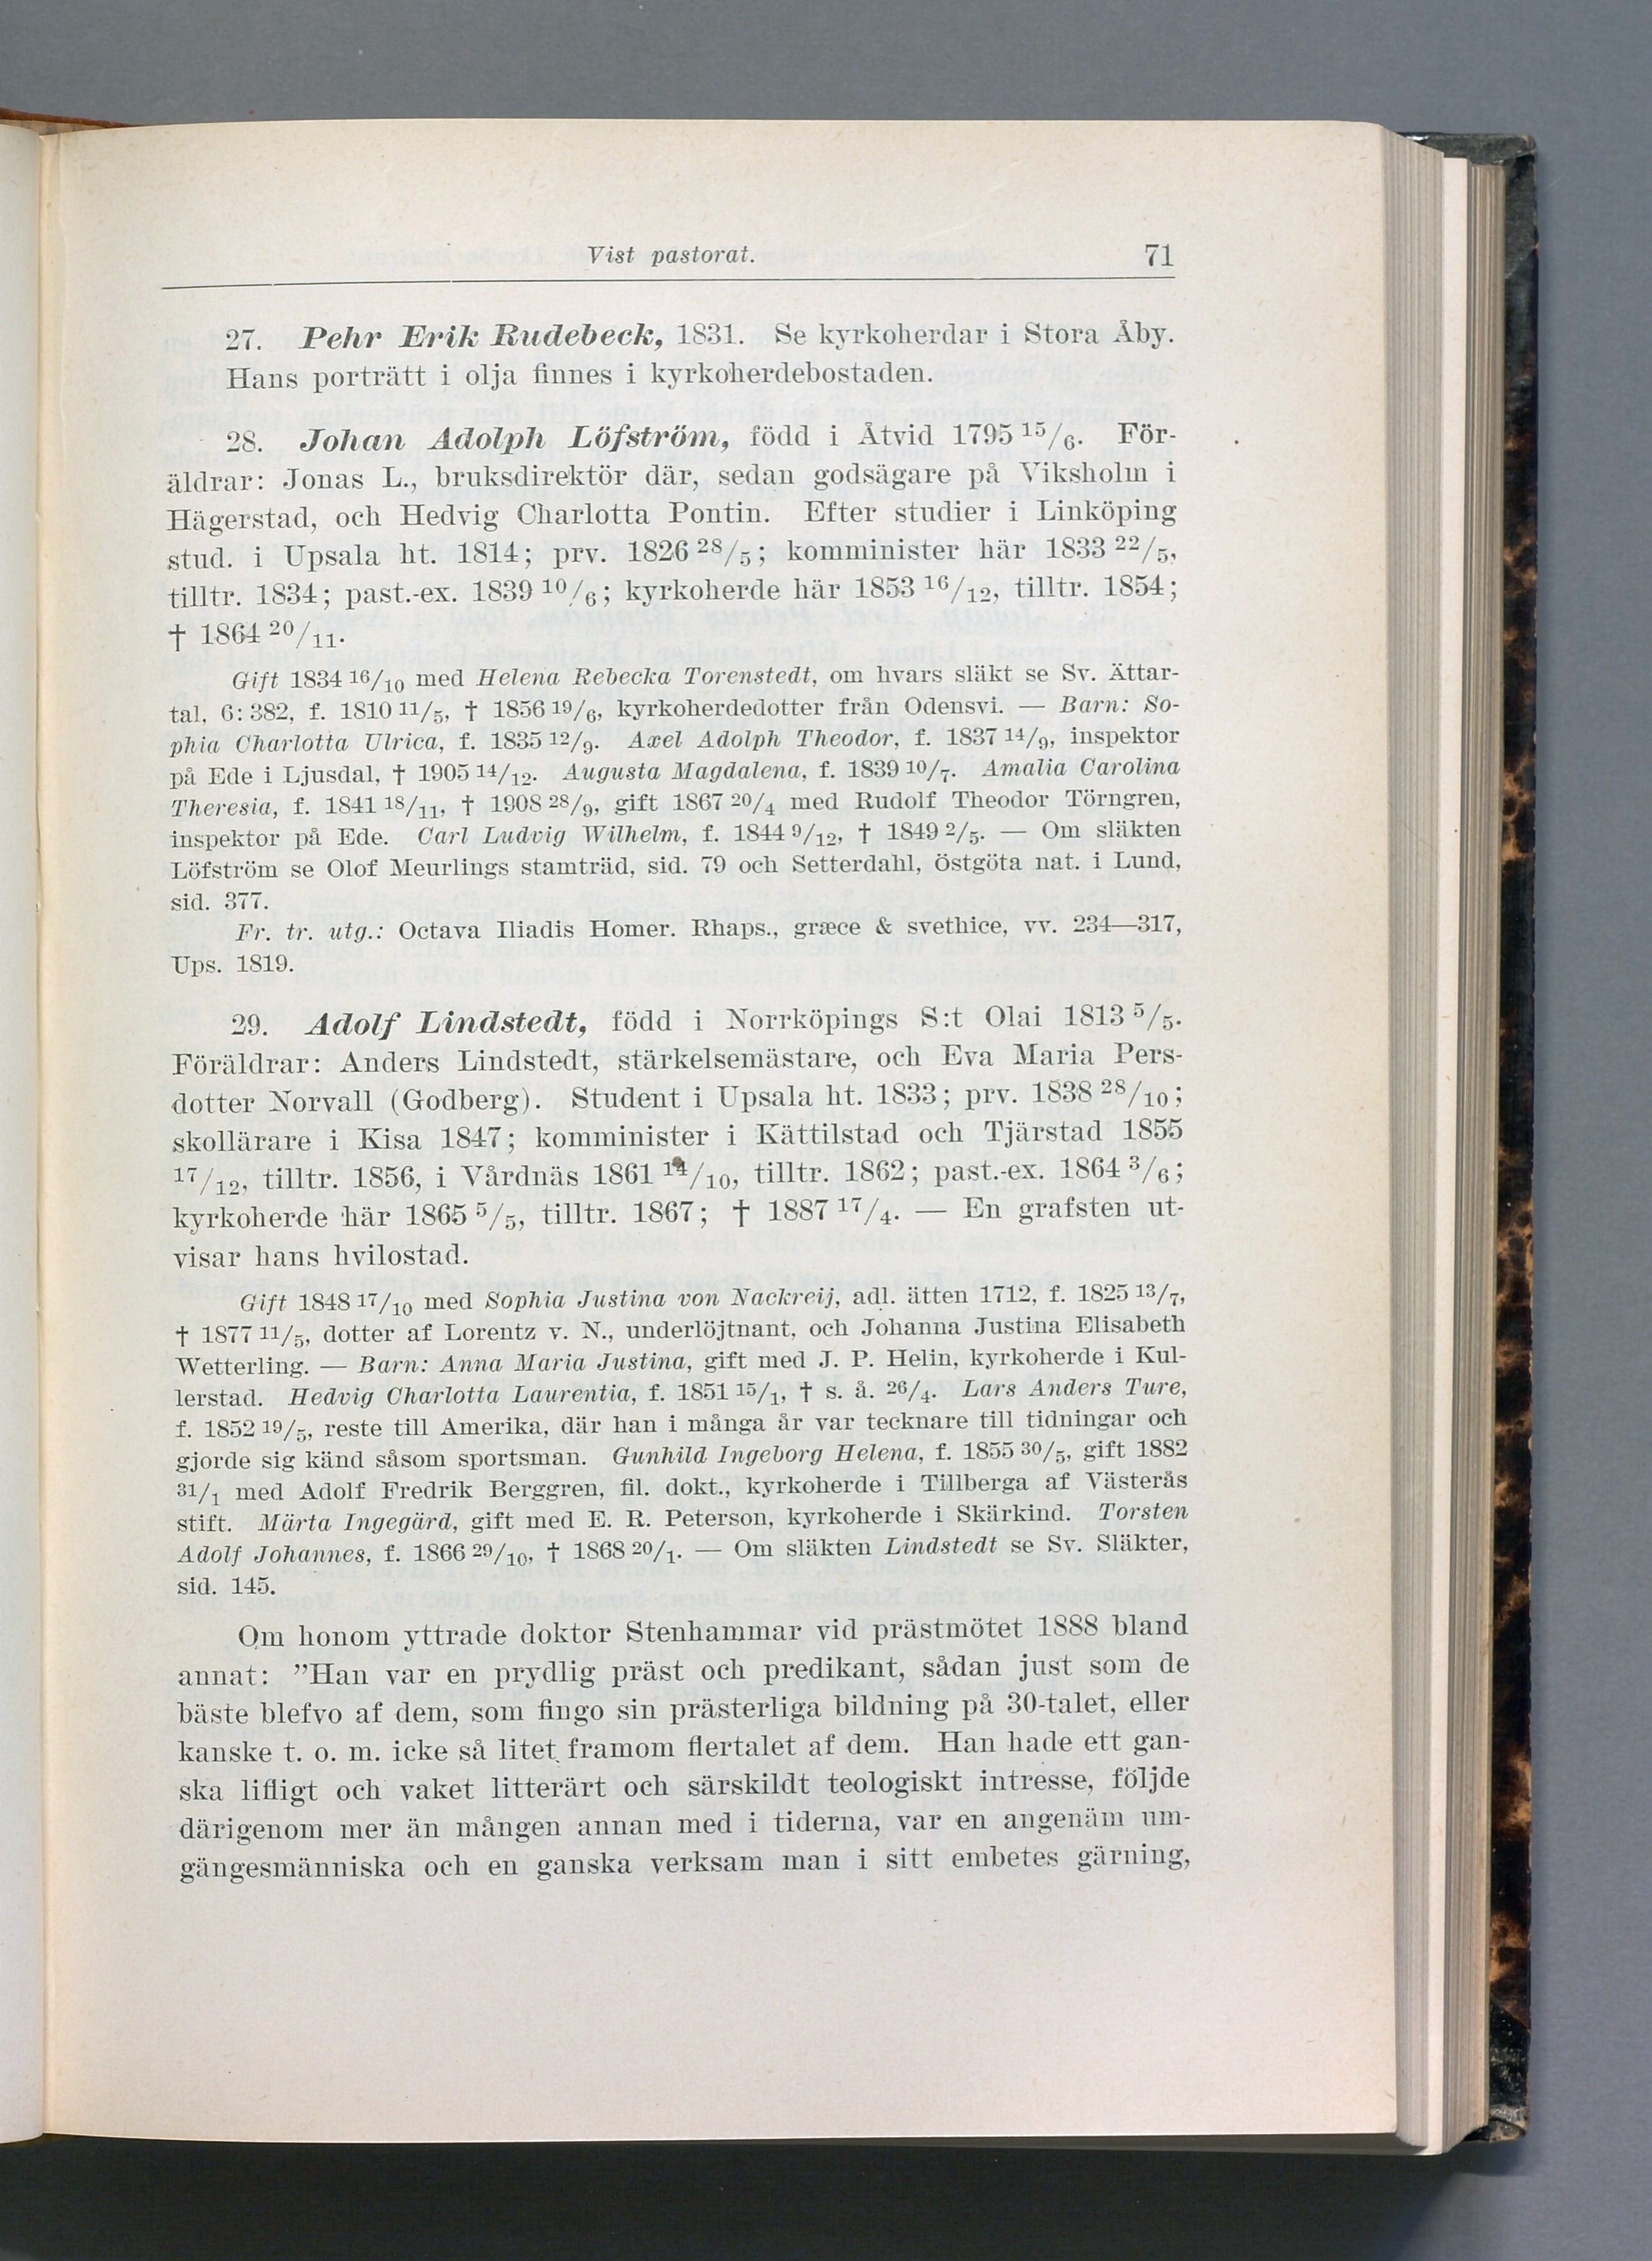 Vist pastorat. 71
27. Pehr Erik Rudebeck, 1831. Se kyrkoherdar i Stora Åby.
Hans porträtt i olja finnes i kyrkoherdebostaden.
28. Johan Adolph Löfström, född i Åtvid 1795 15/6. För-
äldrar: Jonas L., bruksdirektör där, sedan godsägare på Viksholm i
Hägerstad, och Hedvig Charlotta Pontin. Efter studier i Linköping
stud. i Upsala ht. 1814; prv. 1826 28/5; komminister här 1833 22/5,
tilltr. 1834; past.-ex. 1839 10/6; kyrkoherde här 1853 16/12, tilltr. 1854;
† 1864 20/11.
Gift 1834 16/10 med Helena Rebecka Torenstedt, om hvars släkt se Sv. Ättar-
tal, 6: 382, f. 1810 11/5, † 1856 19/6, kyrkoherdedotter från Odensvi. — Barn: So-
phia Charlotta Ulrica, f. 1835 12/9. Axel Adolph Theodor, f. 1837 14/9, inspektor
på Ede i Ljusdal, † 1905 14/12. Augusta Magdalena, f. 1839 10/7. Amalia Carolina
Theresia, f. 1841 18/11, † 1908 28/9, gift 1867 20/4 med Rudolf Theodor Törngren,
inspektor på Ede. Carl Ludvig Wilhelm, f. 1844 9/12, † 1849 2/5. — Om släkten
Löfström se Olof Meurlings stamträd, sid. 79 och Setterdahl, Östgöta nat. i Lund,
sid. 377.
Fr. tr. utg.: Octava Iliadis Homer. Rhaps., græce & svethice, vv. 234—317,
Ups. 1819.
29. Adolf Lindstedt, född i Norrköpings S:t Olai 1813 5/5.
Föräldrar: Anders Lindstedt, stärkelsemästare, och Eva Maria Pers-
dotter Norvall (Godberg). Student i Upsala ht. 1833; prv. 1838 28/10;
skollärare i Kisa 1847; komminister i Kättilstad och Tjärstad 1855
17/12, tilltr. 1856, i Vårdnäs 1861 14/10, tilltr. 1862; past.-ex. 1864 3/6;
kyrkoherde här 1865 5/5, tilltr. 1867; † 1887 17/4. — En grafsten ut-
visar hans hvilostad.
Gift 1848 17/10 med Sophia Justina von Nackreij, adl. ätten 1712, f. 1825 13/7,
† 1877 11/5, dotter af Lorentz v. N., underlöjtnant, och Johanna Justina Elisabeth
Wetterling. — Barn: Anna Maria Justina, gift med J. P. Helin, kyrkoherde i Kul-
lerstad. Hedvig Charlotta Laurentia, f. 1851 15/1, † s. å. 26/4. Lars Anders Ture,
f. 1852 19/5, reste till Amerika, där han i många år var tecknare till tidningar och
gjorde sig känd såsom sportsman. Gunhild Ingeborg Helena, f. 1855 30/5, gift 1882
31/1 med Adolf Fredrik Berggren, fil. dokt., kyrkoherde i Tillberga af Västerås
stift. Märta Ingegärd, gift med E. R. Peterson, kyrkoherde i Skärkind. Torsten
Adolf Johannes, f. 1866 29/10, † 1868 20/1. — Om släkten Lindstedt se Sv. Släkter,
sid. 145.
Om honom yttrade doktor Stenhammar vid prästmötet 1888 bland
annat: ”Han var en prydlig präst och predikant, sådan just som de
bäste blefvo af dem, som fingo sin prästerliga bildning på 30-talet, eller
kanske t. o. m. icke så litet framom flertalet af dem. Han hade ett gan-
ska lifligt och vaket litterärt och särskildt teologiskt intresse, följde
därigenom mer än mången annan med i tiderna, var en angenäm um-
gängesmänniska och en ganska verksam man i sitt embetes gärning,